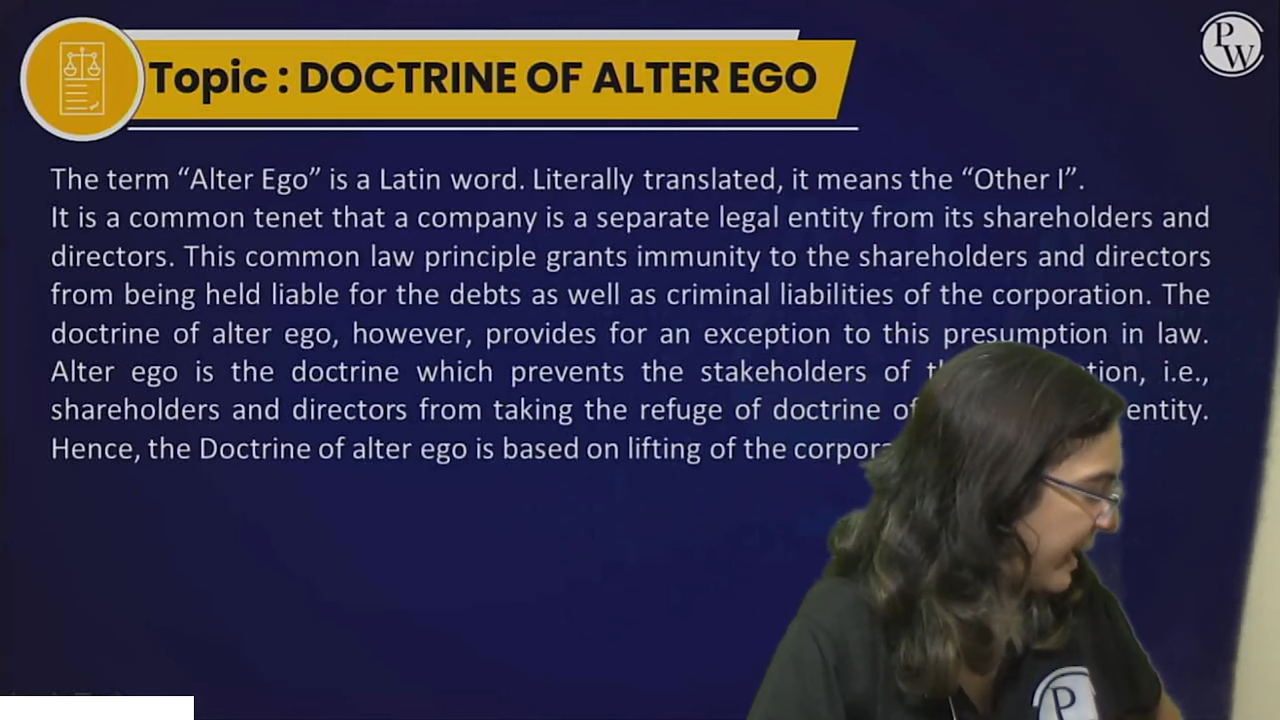 PW
Topic : DOCTRINE OF ALTER EGO
The term “Alter Ego” is a Latin word. Literally translated, it means the “Other I”.
It is a common tenet that a company is a separate legal entity from its shareholders and
directors. This common law principle grants immunity to the shareholders and directors
from being held liable for the debts as well as criminal liabilities of the corporation. The
doctrine of alter ego, however, provides for an exception to this presumption in law.
Alter ego is the doctrine which prevents the stakeholders of i.e.,
shareholders and directors from taking the refuge of doctrine of entity.
Hence, the Doctrine of alter ego is based on lifting of the
P